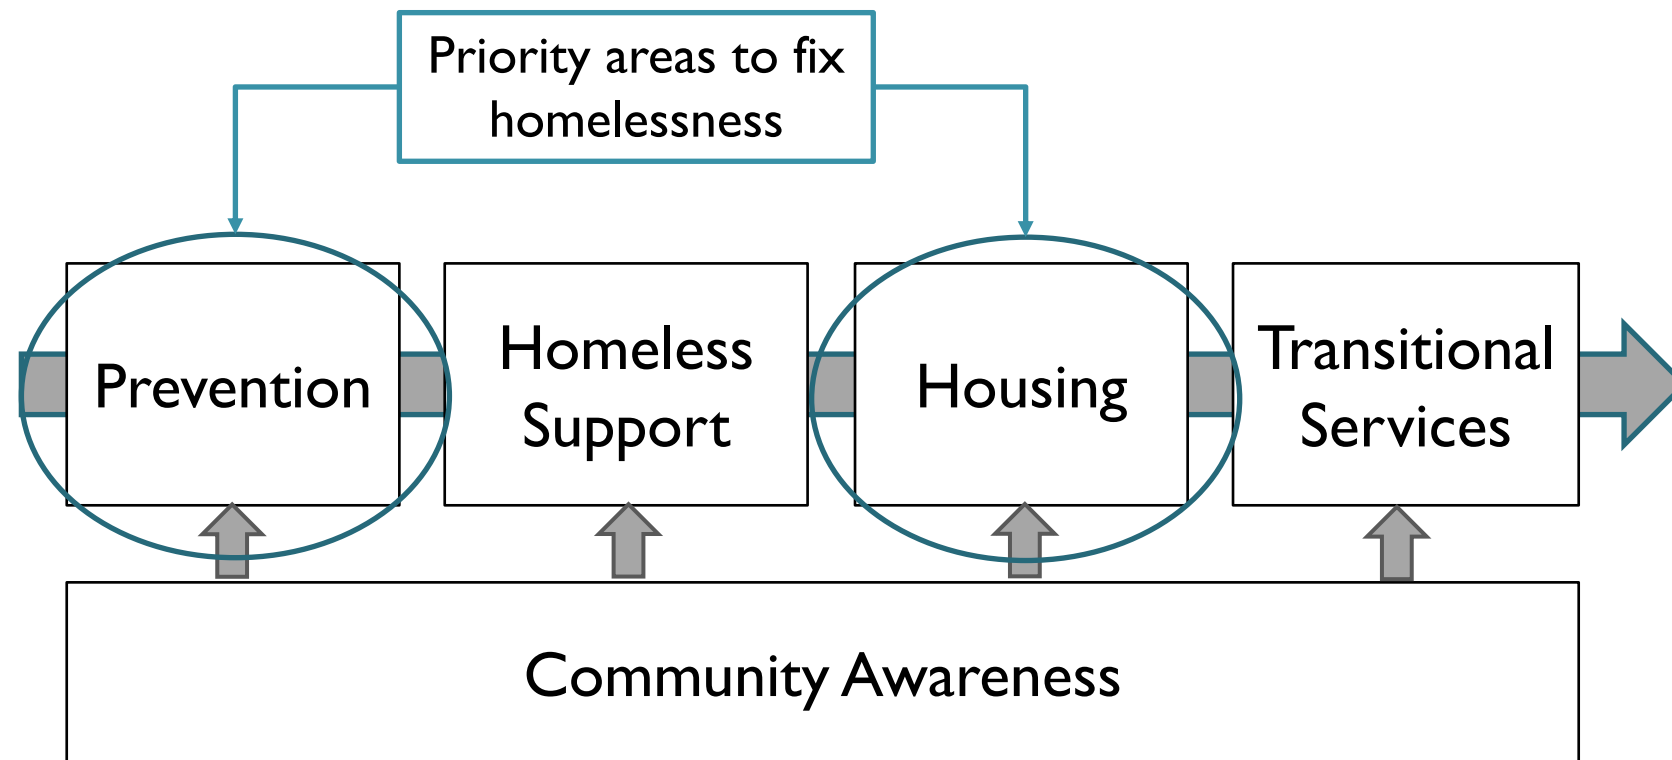 Priority areas to fix
homelessness
Prevention
Homeless
Support
Housing
Transitional
Services
Community Awareness